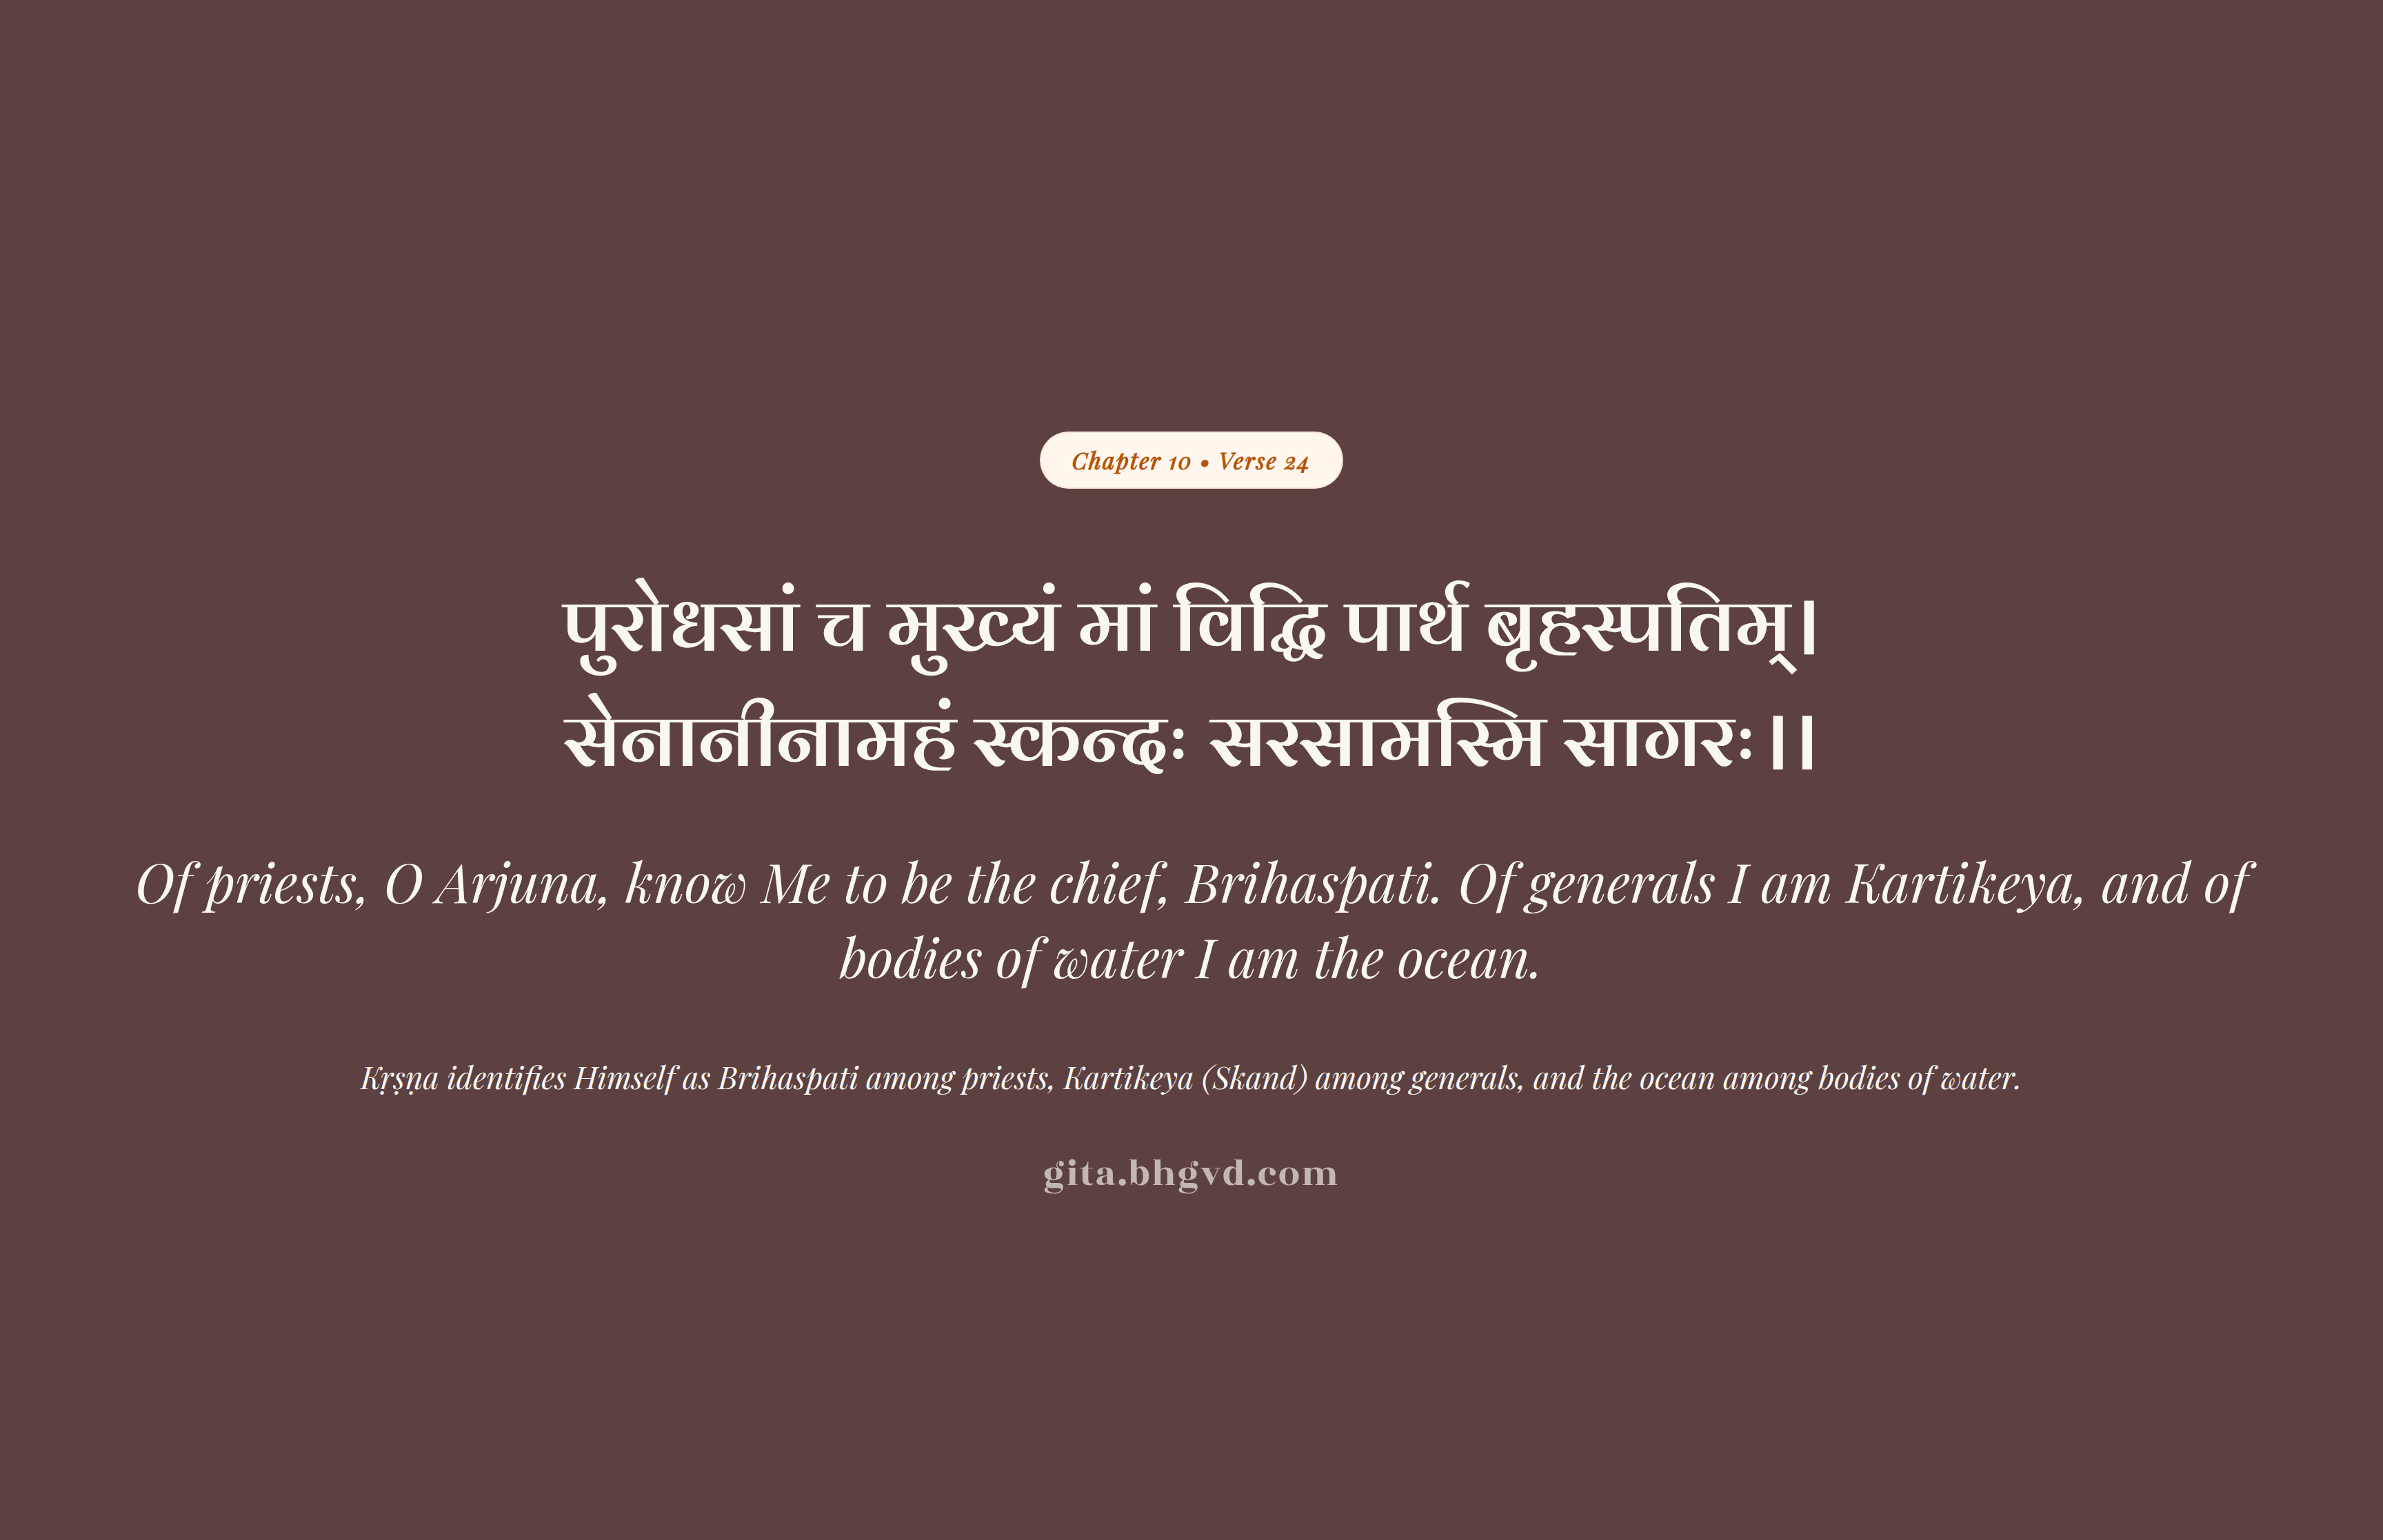 Chapter 10 • Verse 24
पुरोधसां च मुख्यं मां विद्धि पार्थ बृहस्पतिम्।
सेनानीनामहं स्कन्दः सरसामस्मि सागरः।।
Of priests, O Arjuna, know Me to be the chief, Brihaspati. Of generals I am Kartikeya, and of
bodies of water I am the ocean.
Kṛṣṇa identifies Himself as Brihaspati among priests, Kartikeya (Skand) among generals, and the ocean among bodies of water.
gita.bhgvd.com